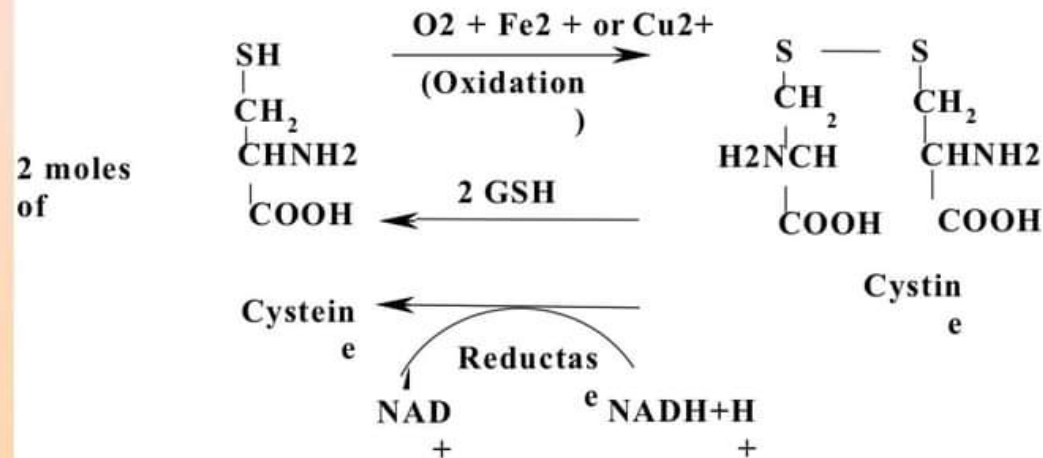 O2 + Fe2 + or Cu2+
(Oxidation
)
2 moles
of
SH
CH2
CHNH2
COOH
2 GSH
S — S
CH2 CH2
H2NCH CHNH2
COOH COOH
Cystein
e
Cystin
e
Reductas
e
NAD
+
NADH+H
+